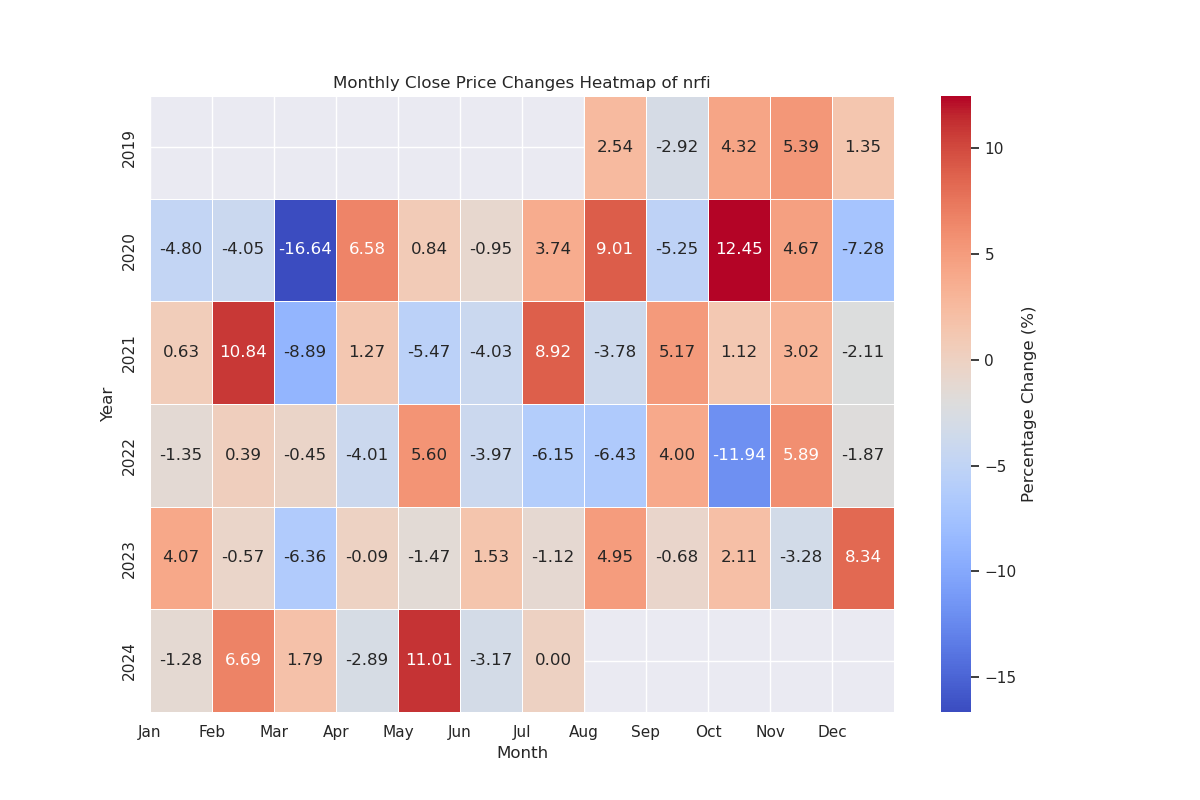 Monthly Close Price Changes Heatmap of nrfi
2019 2.54 -2.92 4.32 5.39 1.35
2020 -4.80 -4.05 -16.64 6.58 0.84 -0.95 3.74 9.01 -5.25 12.45 4.67 -7.28
2021 0.63 10.84 -8.89 1.27 -5.47 -4.03 8.92 -3.78 5.17 1.12 3.02 -2.11
2022 -1.35 0.39 -0.45 -4.01 5.60 -3.97 -6.15 -6.43 4.00 -11.94 5.89 -1.87
2023 4.07 -0.57 -6.36 -0.09 -1.47 1.53 -1.12 4.95 -0.68 2.11 -3.28 8.34
2024 -1.28 6.69 1.79 -2.89 11.01 -3.17 0.00
Jan Feb Mar Apr May Jun Jul Aug Sep Oct Nov Dec
Month
Year
10
5
0
−5
−10
−15
Percentage Change (%)